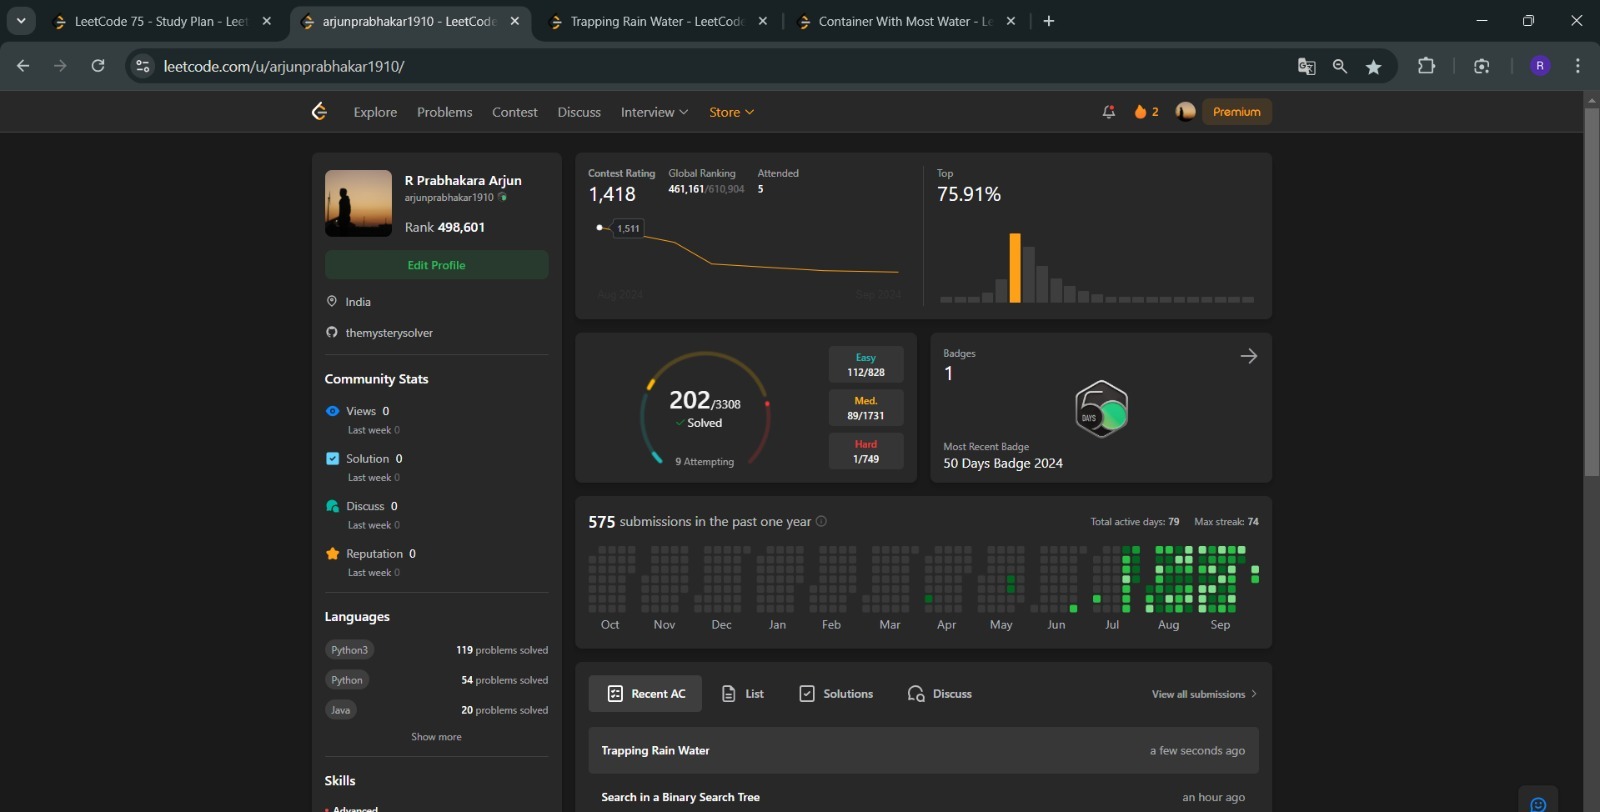 LeetCode 75 - Study Plan - Leet
arjunprabhakar1910 - LeetCode
Trapping Rain Water - LeetCode
Container With Most Water - Le
leetcode.com/u/arjunprabhakar1910/
R
Explore Problems Contest Discuss Interview Store
2
Premium
R Prabhakara Arjun
arjunprabhakar1910
Rank 498,601
Edit Profile
India
themysterysolver
Community Stats
Views 0
Last week 0
Solution 0
Last week 0
Discuss 0
Last week 0
Reputation 0
Last week 0
Languages
Python3 119 problems solved
Python 54 problems solved
Java 20 problems solved
Show more
Skills
Advanced
Contest Rating Global Ranking Attended
1,418 461,161/610,904 5
1,511
Aug 2024 Sep 2024
Top
75.91%
202/3308
Solved
9 Attempting
Easy
112/828
Med.
89/1731
Hard
1/749
Badges
1
50 DAYS
Most Recent Badge
50 Days Badge 2024
575 submissions in the past one year
Total active days: 79 Max streak: 74
Oct Nov Dec Jan Feb Mar Apr May Jun Jul Aug Sep
Recent AC List Solutions Discuss
View all submissions
Trapping Rain Water a few seconds ago
Search in a Binary Search Tree an hour ago